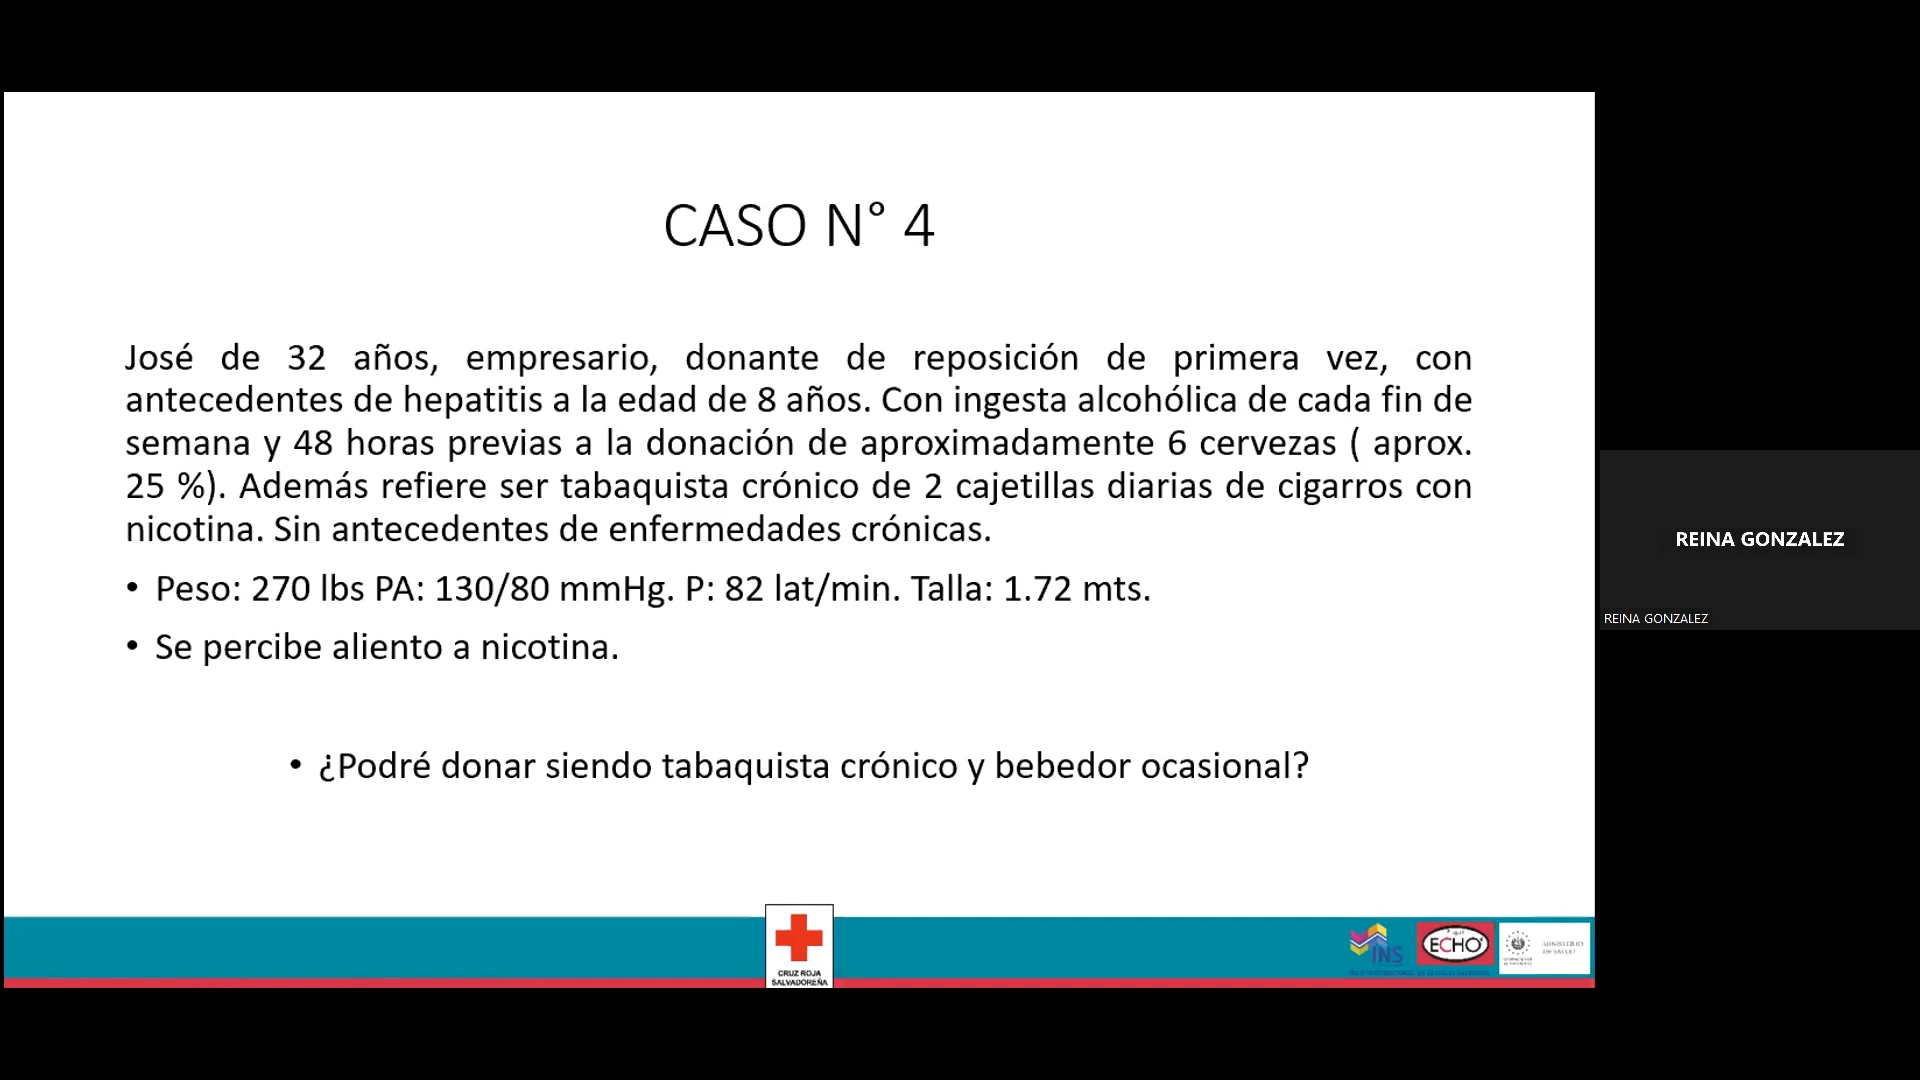 CASO N° 4
José de 32 años, empresario, donante de reposición de primera vez, con
antecedentes de hepatitis a la edad de 8 años. Con ingesta alcohólica de cada fin de
semana y 48 horas previas a la donación de aproximadamente 6 cervezas ( aprox.
25 %). Además refiere ser tabaquista crónico de 2 cajetillas diarias de cigarros con
nicotina. Sin antecedentes de enfermedades crónicas.
• Peso: 270 lbs PA: 130/80 mmHg. P: 82 lat/min. Talla: 1.72 mts.
• Se percibe aliento a nicotina.
• ¿Podré donar siendo tabaquista crónico y bebedor ocasional?
CRUZ ROJA
SALVADOREÑA
INS
ECHO
MINISTERIO
DE SALUD
REINA GONZALEZ
REINA GONZALEZ